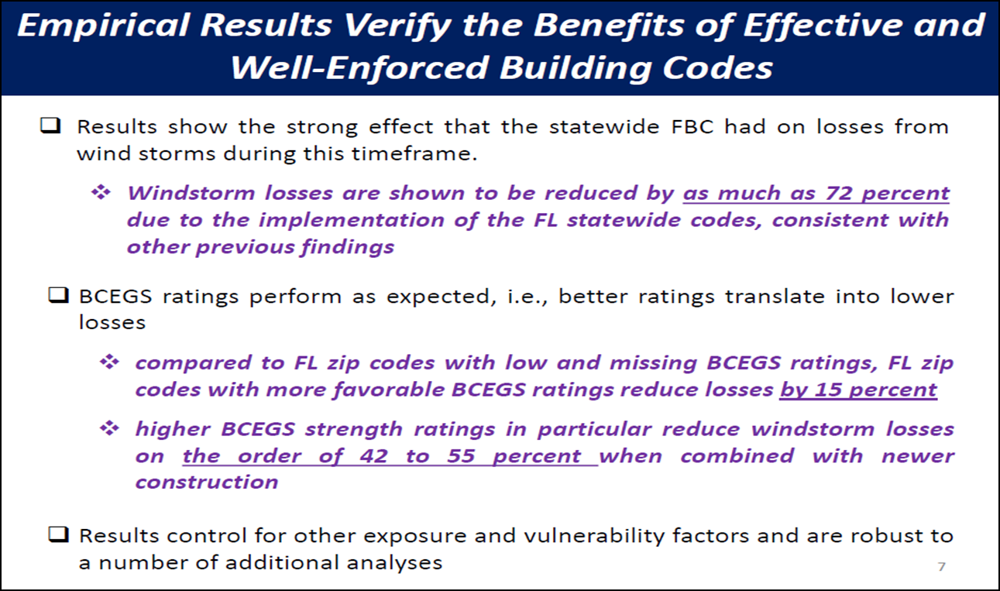 Empirical Results Verify the Benefits of Effective and
Well-Enforced Building Codes
Results show the strong effect that the statewide FBC had on losses from
wind storms during this timeframe.
Windstorm losses are shown to be reduced by as much as 72 percent
due to the implementation of the FL statewide codes, consistent with
other previous findings
BCEGS ratings perform as expected, i.e., better ratings translate into lower
losses
compared to FL zip codes with low and missing BCEGS ratings, FL zip
codes with more favorable BCEGS ratings reduce losses by 15 percent
higher BCEGS strength ratings in particular reduce windstorm losses
on the order of 42 to 55 percent when combined with newer
construction
Results control for other exposure and vulnerability factors and are robust to
a number of additional analyses
7